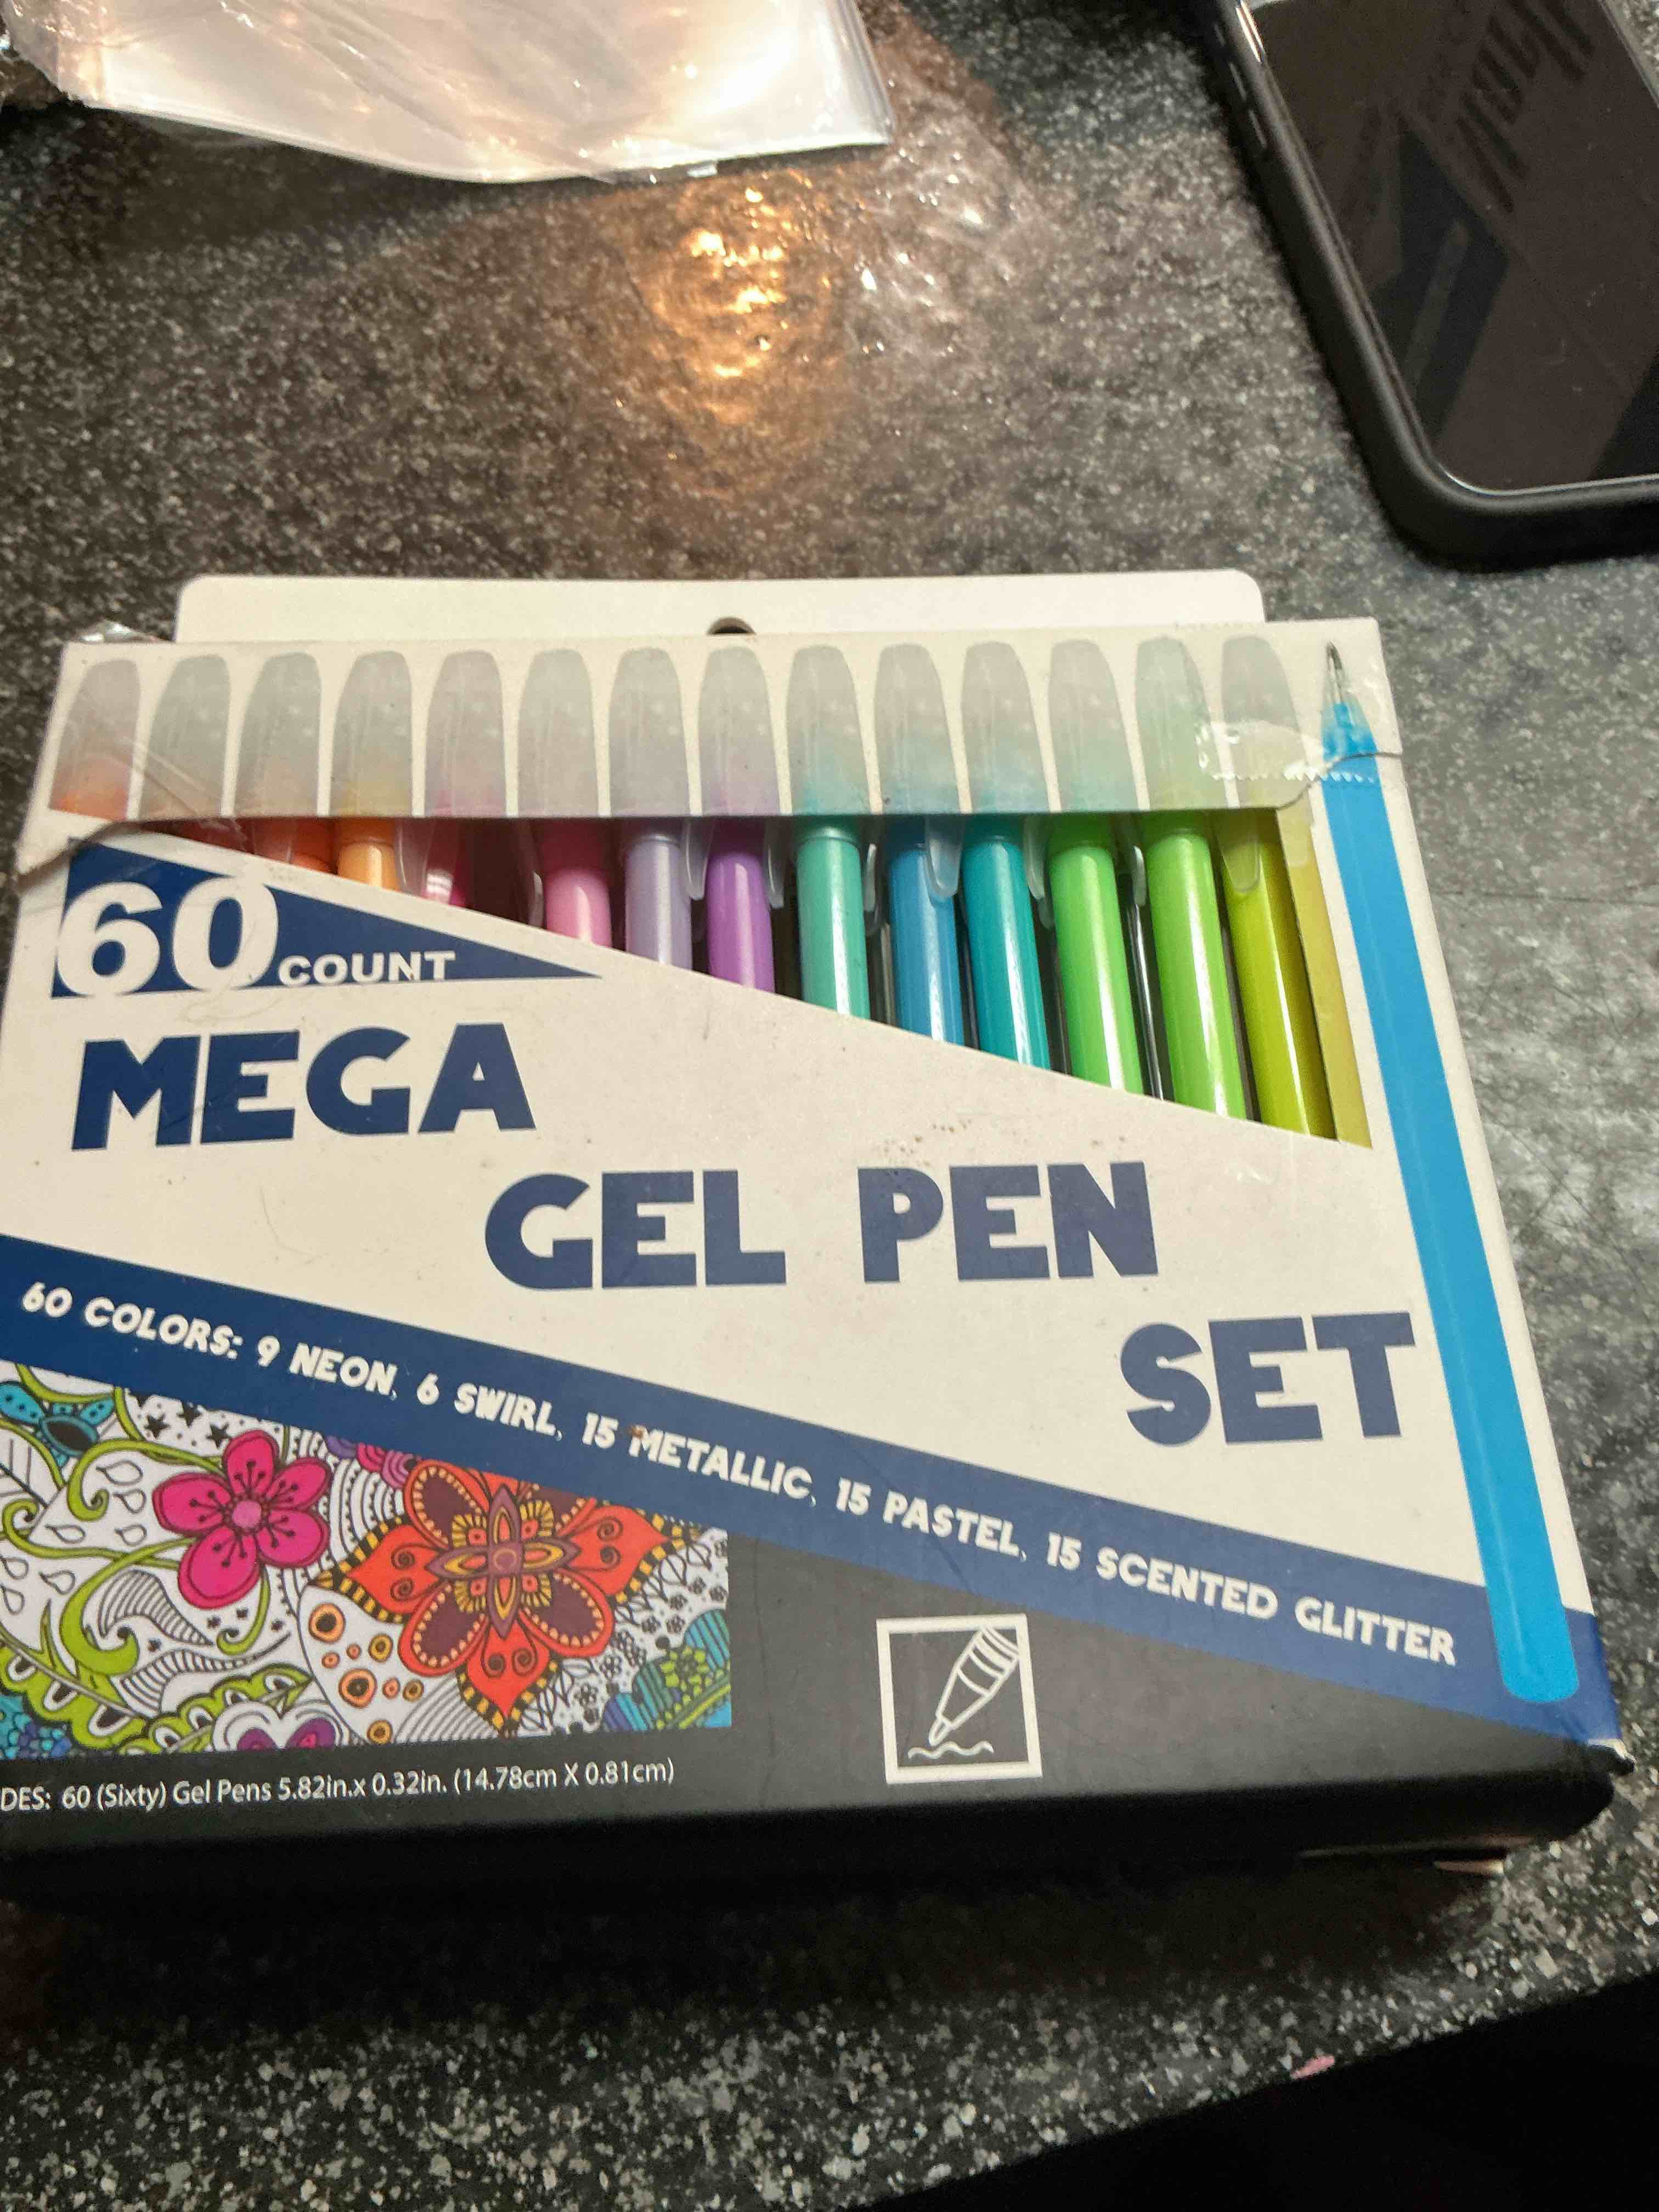 60 COUNT
MEGA
GEL PEN
SET
60 COLORS: 9 NEON, 6 SWIRL, 15 METALLIC, 15 PASTEL, 15 SCENTED GLITTER
DES: 60 (Sixty) Gel Pens 5.82in.x 0.32in. (14.78cm X 0.81cm)